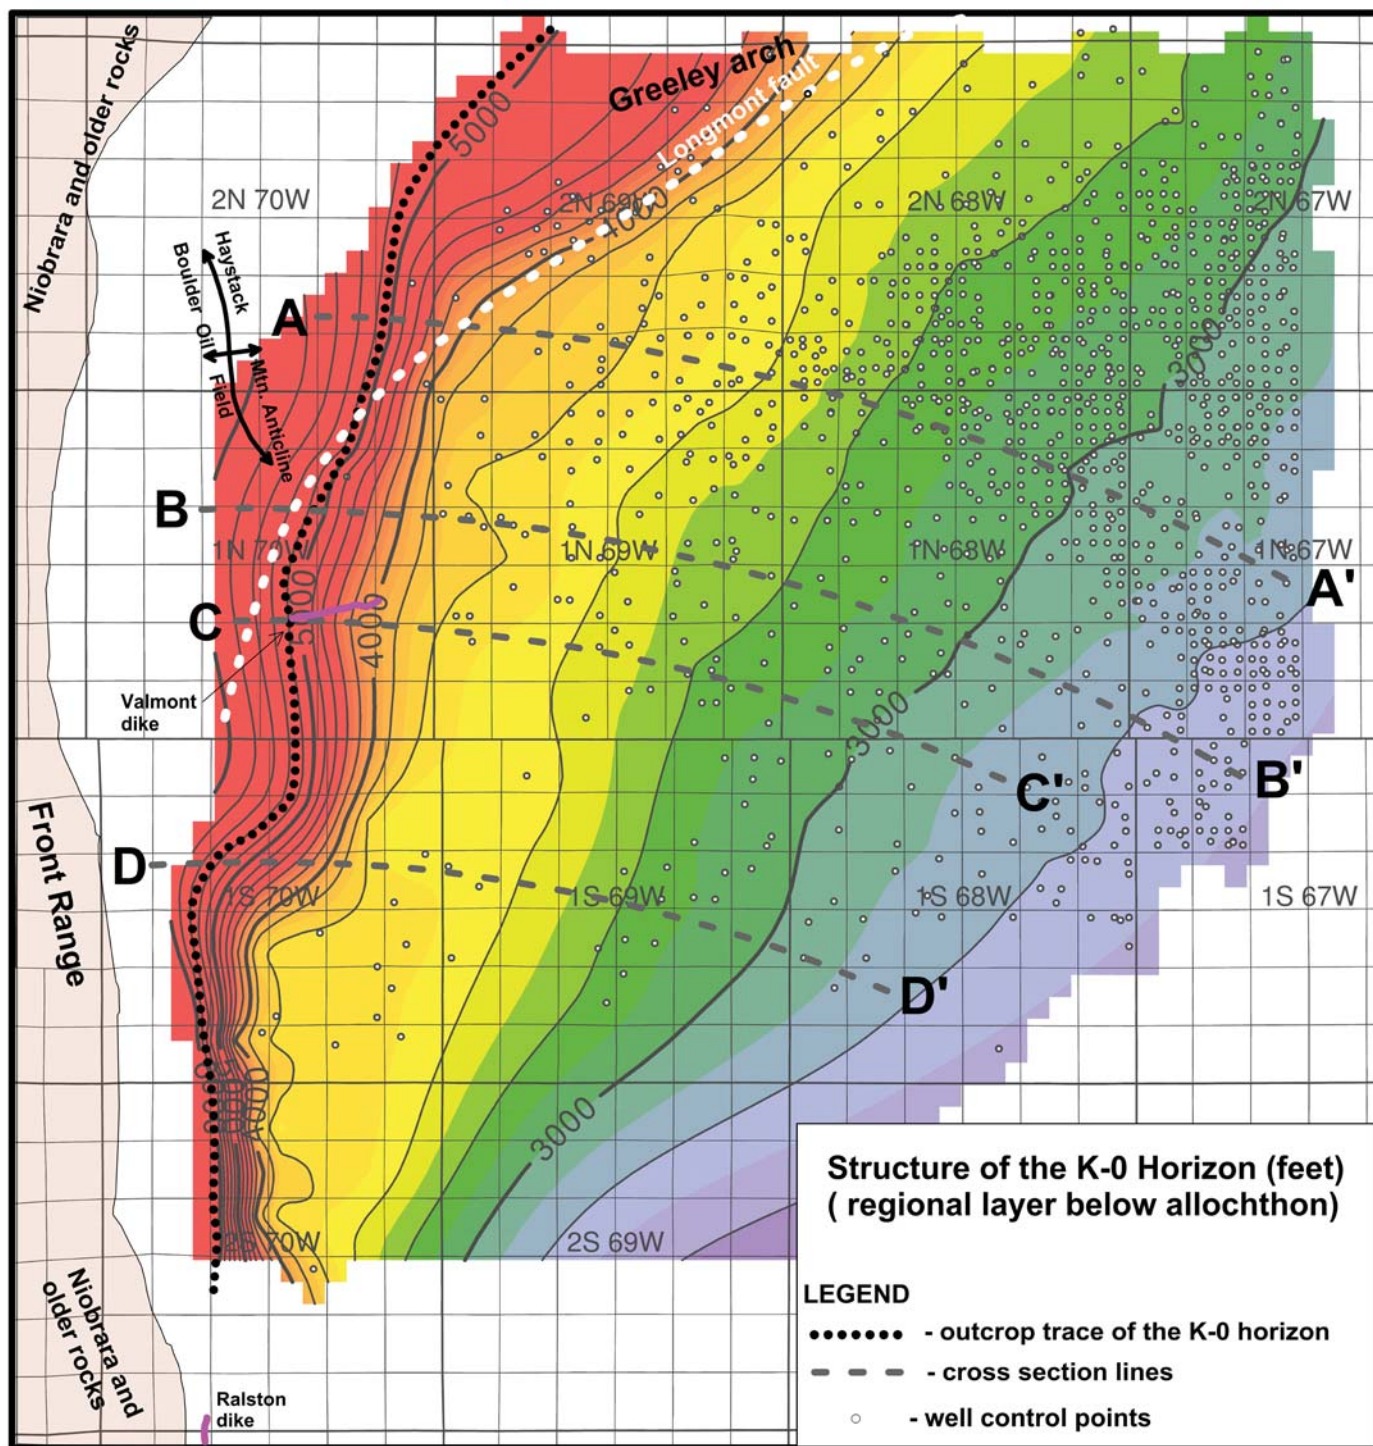 Greeley arch
Longmont fault
Niobrara and older rocks
5000
2N 70W
2N 69W
2N 68W
2N 67W
4000
Haystack
Mtn. Anticline
Boulder Oil
Field
A
3000
B
1N 70W
1N 69W
1N 68W
1N 67W
A'
C
5000
4000
Valmont
dike
3000
C'
B'
Front Range
D
1S 70W
1S 69W
1S 68W
1S 67W
D'
4000
3000
2S 70W
2S 69W
Niobrara and
older rocks
Ralston
dike
Structure of the K-0 Horizon (feet)
( regional layer below allochthon)
LEGEND
- outcrop trace of the K-0 horizon
- cross section lines
- well control points